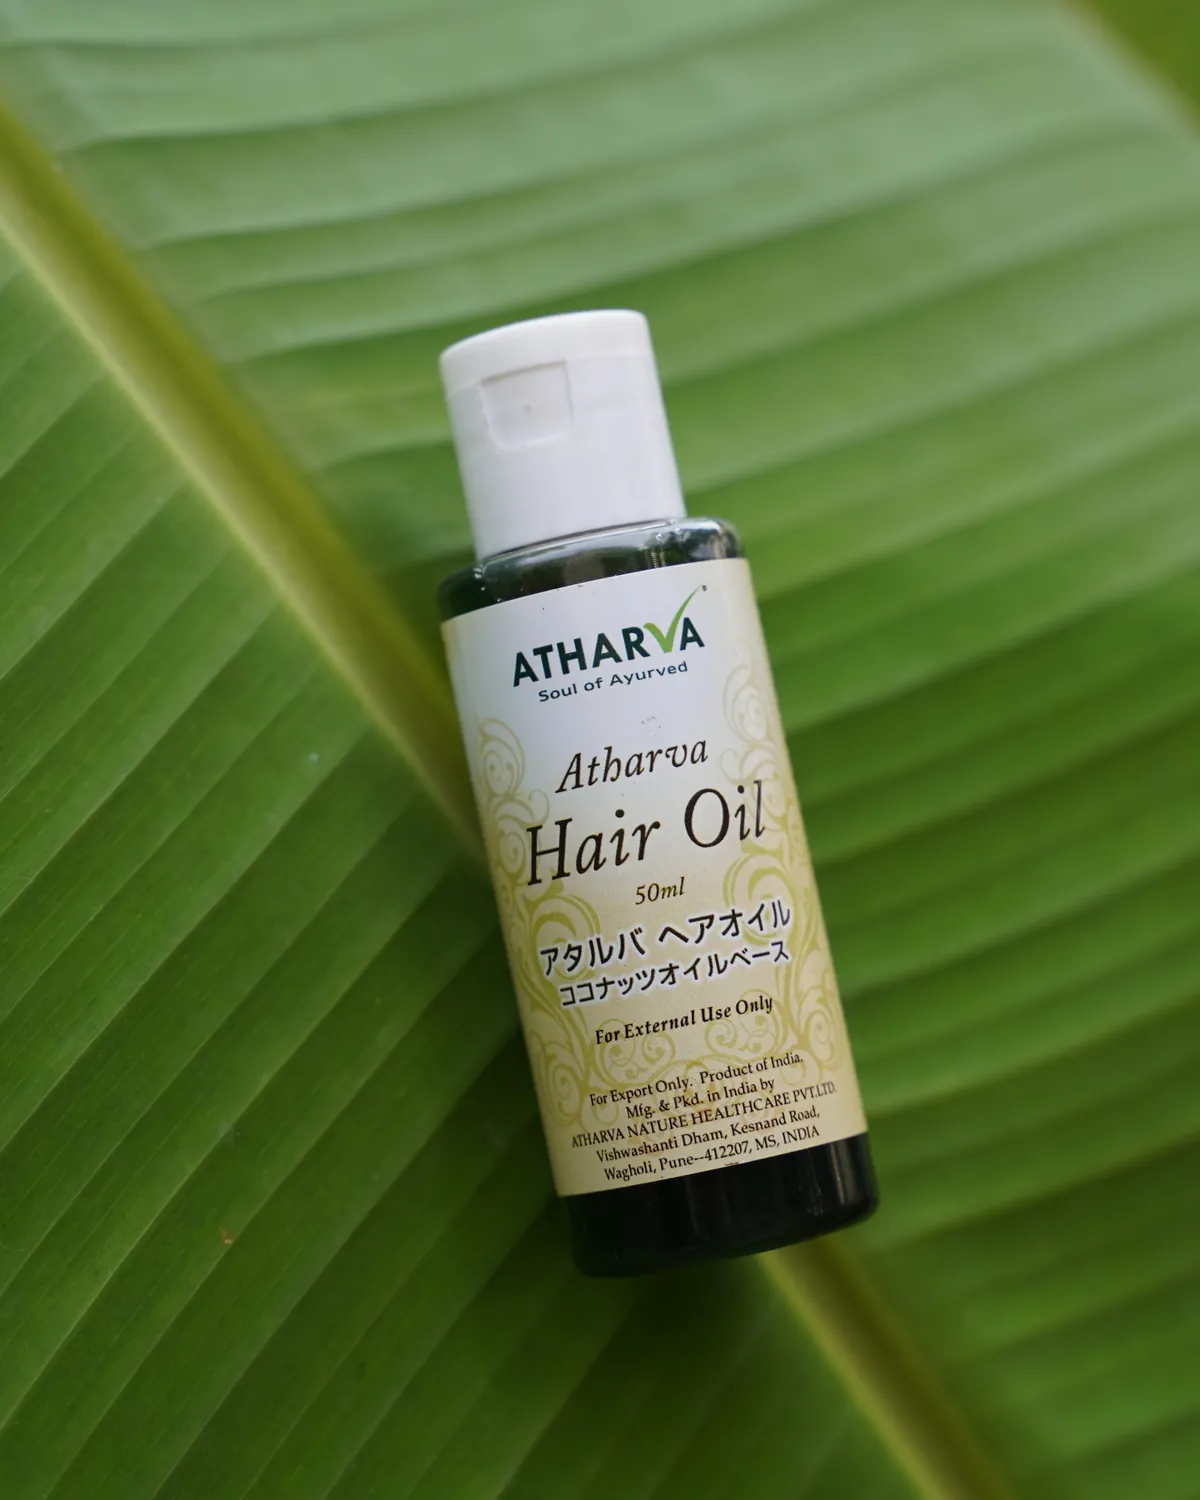 ATHARVA
Soul of Ayurved
Atharva
Hair Oil
50ml
アタルバ ヘアオイル
ココナッツオイルベース
For External Use Only
For Export Only. Product of India.
Mfg. & Pkd. in India by
ATHARVA NATURE HEALTHCARE PVT.LTD.
Vishwashanti Dham, Kesnand Road,
Wagholi, Pune--412207, MS, INDIA